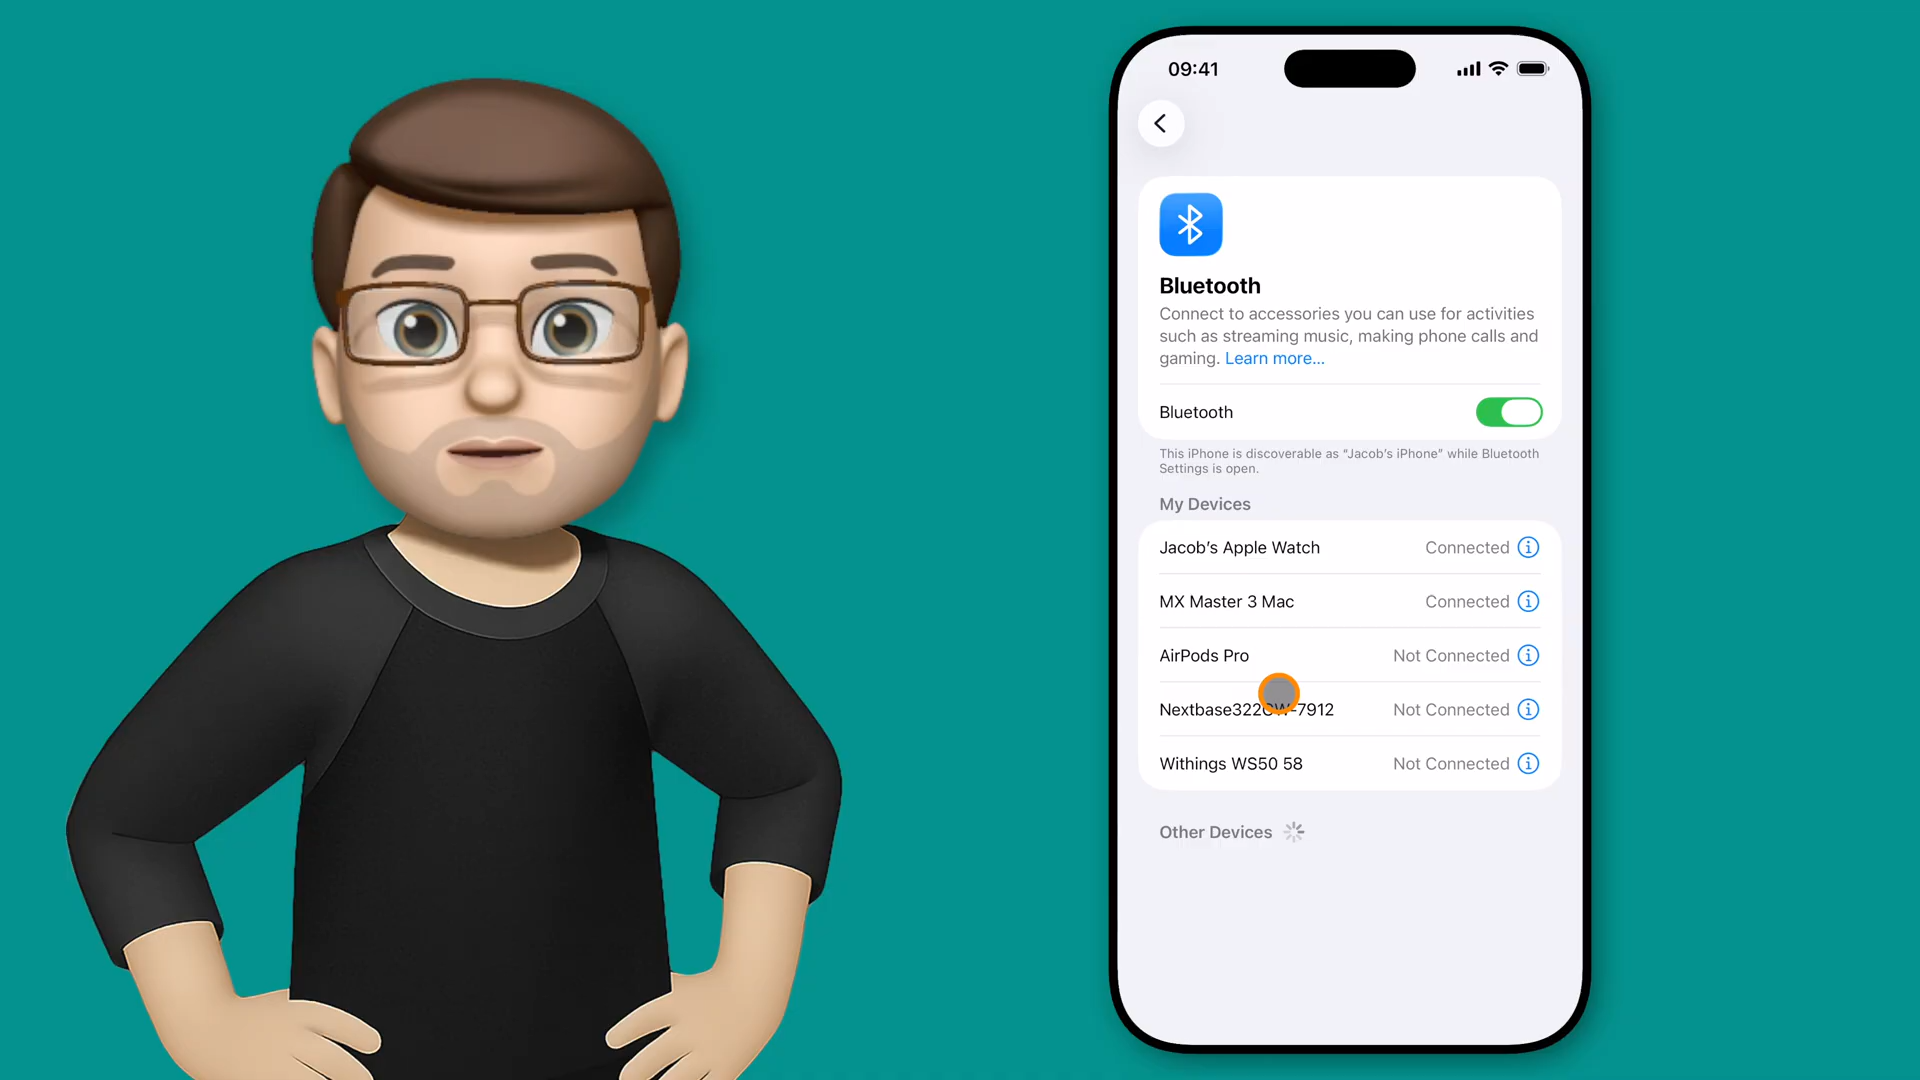 09:41
Bluetooth
Connect to accessories you can use for activities
such as streaming music, making phone calls and
gaming. Learn more...
Bluetooth
This iPhone is discoverable as “Jacob’s iPhone” while Bluetooth
Settings is open.
My Devices
Jacob’s Apple Watch Connected
MX Master 3 Mac Connected
AirPods Pro Not Connected
Nextbase322GW-7912 Not Connected
Withings WS50 58 Not Connected
Other Devices